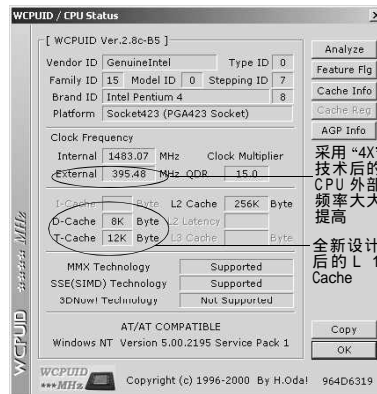 WCPUID / CPU Status
[ WCPUID Ver.2.8c-B5 ]
Vendor ID GenuineIntel Type ID 0
Family ID 15 Model ID 0 Stepping ID 7
Brand ID Intel Pentium 4 8
Platform Socket423 (PGA423 Socket)
Clock Frequency
Internal 1483.07 MHz Clock Multiplier
External 395.48 MHz QDR 15.0
I-Cache Byte L2 Cache 256K Byte
D-Cache 8K Byte L2 Latency
T-Cache 12K Byte L3 Cache Byte
MMX Technology Supported
SSE(SIMD) Technology Supported
3DNow! Technology Not Supported
AT/AT COMPATIBLE
Windows NT Version 5.00.2195 Service Pack 1
WCPUID
***MHz Copyright (c) 1996-2000 By H.Oda! 964D6319
Analyze
Feature Flg
Cache Info
Cache Reg
AGP Info
采用“4X”
技术后的
CPU 外部
频率大大
提高
全新设计
后的 L 1
Cache
Copy
OK
WCPUID ***** MHz